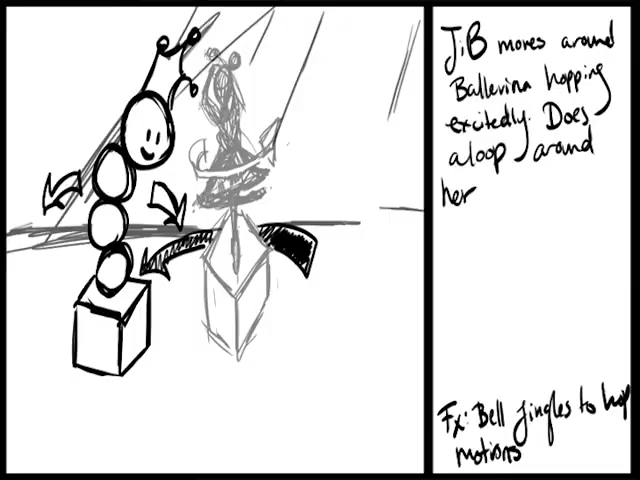 JiB moves around
Ballerina hopping
excitedly. Does
a loop around
her
Fx: Bell jingles to hop
motions